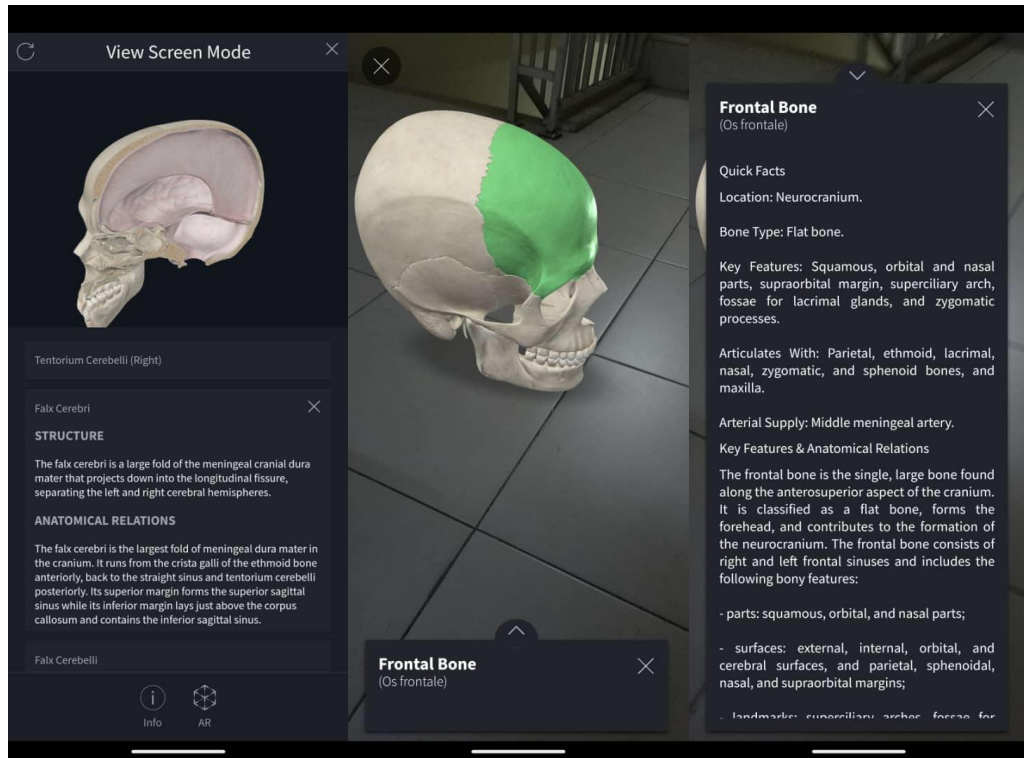 View Screen Mode
Tentorium Cerebelli (Right)
Falx Cerebri
STRUCTURE
The falx cerebri is a large fold of the meningeal cranial dura
mater that projects down into the longitudinal fissure,
separating the left and right cerebral hemispheres.
ANATOMICAL RELATIONS
The falx cerebri is the largest fold of meningeal dura mater in
the cranium. It runs from the crista galli of the ethmoid bone
anteriorly, back to the straight sinus and tentorium cerebelli
posteriorly. Its superior margin forms the superior sagittal
sinus while its inferior margin lays just above the corpus
callosum and contains the inferior sagittal sinus.
Falx Cerebelli
Info
AR
Frontal Bone
(Os frontale)
Frontal Bone
(Os frontale)
Quick Facts
Location: Neurocranium.
Bone Type: Flat bone.
Key Features: Squamous, orbital and nasal
parts, supraorbital margin, superciliary arch,
fossae for lacrimal glands, and zygomatic
processes.
Articulates With: Parietal, ethmoid, lacrimal,
nasal, zygomatic, and sphenoid bones, and
maxilla.
Arterial Supply: Middle meningeal artery.
Key Features & Anatomical Relations
The frontal bone is the single, large bone found
along the anterosuperior aspect of the cranium.
It is classified as a flat bone, forms the
forehead, and contributes to the formation of
the neurocranium. The frontal bone consists of
right and left frontal sinuses and includes the
following bony features:
- parts: squamous, orbital, and nasal parts;
- surfaces: external, internal, orbital, and
cerebral surfaces, and parietal, sphenoidal,
nasal, and supraorbital margins;
- landmarks: superciliary arches, fossae for